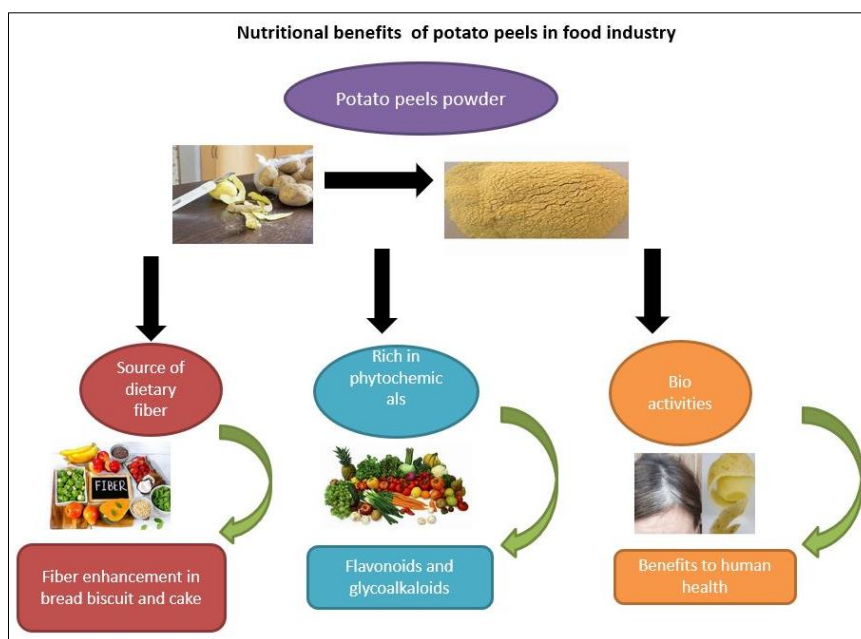 Nutritional benefits of potato peels in food industry
Potato peels powder
Source of
dietary
fiber
Rich in
phytochemic
als
Bio
activities
FIBER
Fiber enhancement in
bread biscuit and cake
Flavonoids and
glycoalkaloids
Benefits to human
health